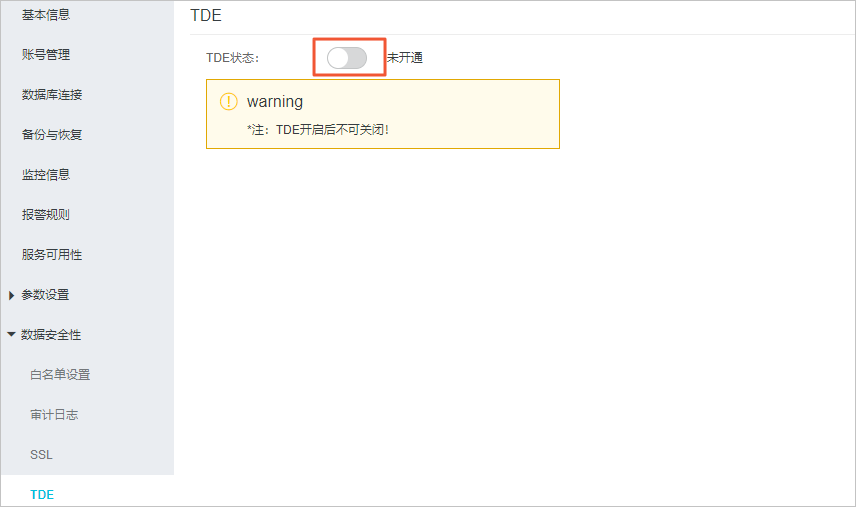 基本信息
账号管理
数据库连接
备份与恢复
监控信息
报警规则
服务可用性
参数设置
数据安全性
白名单设置
审计日志
SSL
TDE
TDE
TDE状态：
未开通
warning
*注：TDE开启后不可关闭！